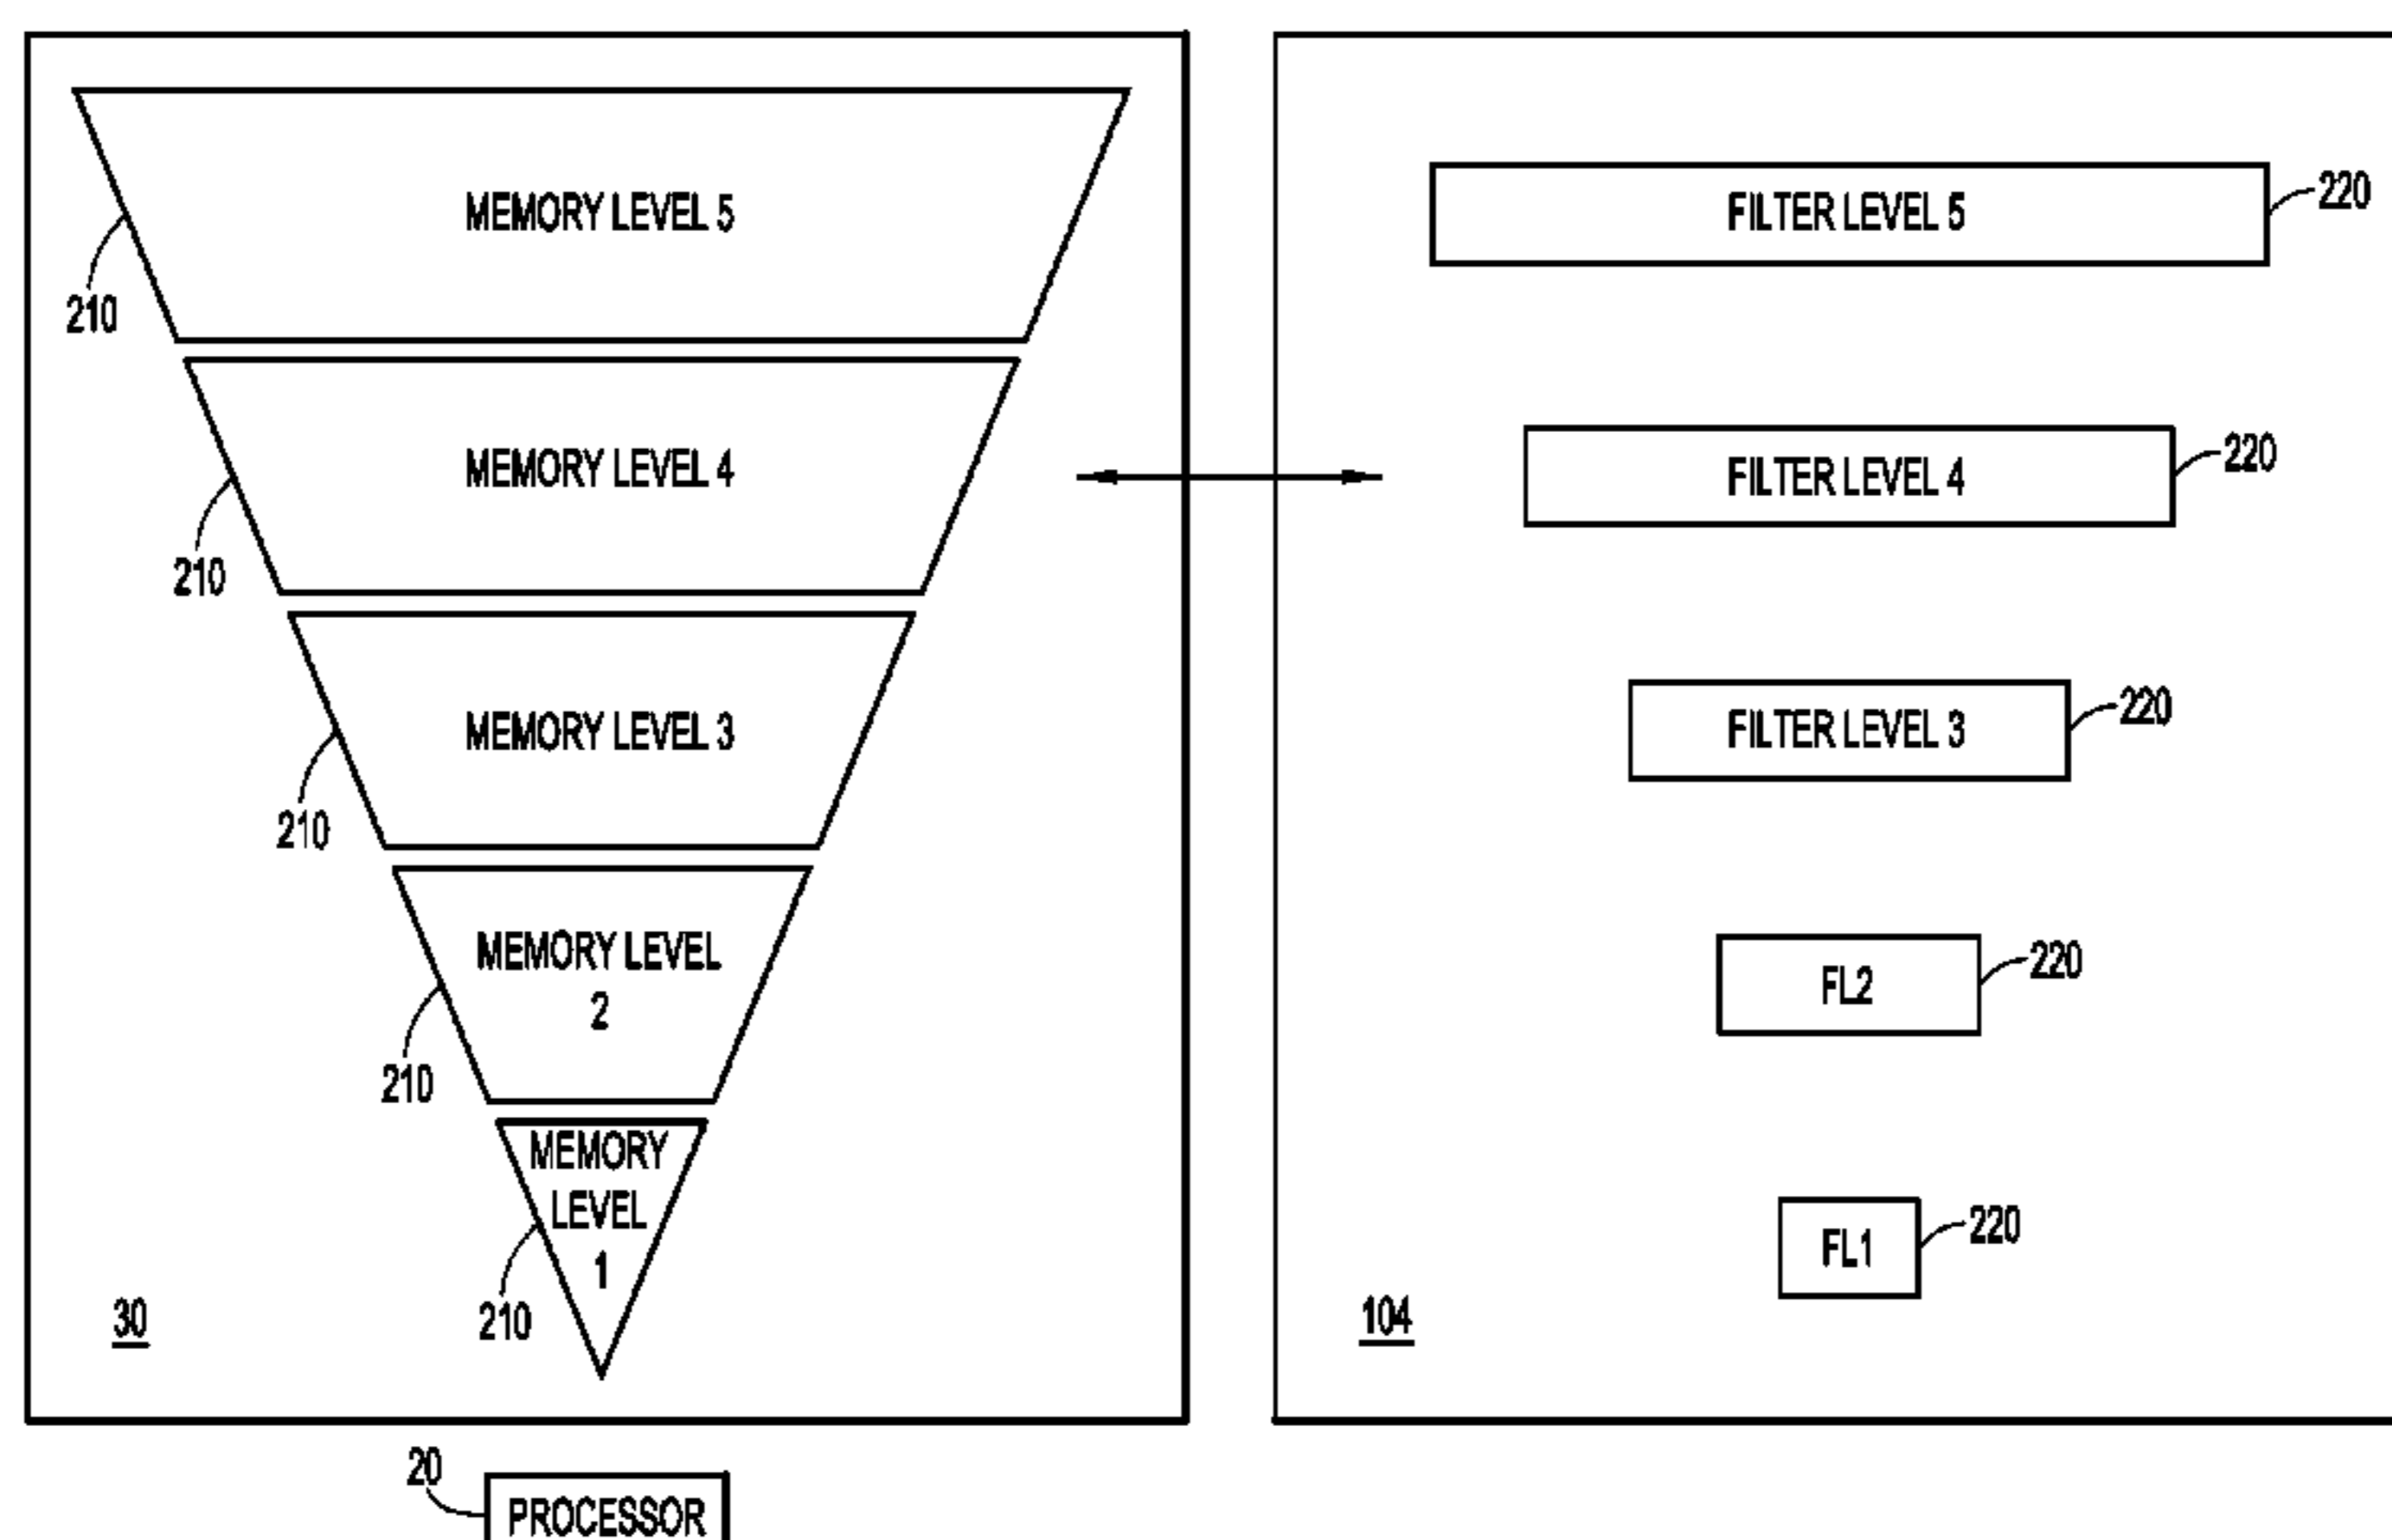 MEMORY LEVEL 5
210
MEMORY LEVEL 4
210
MEMORY LEVEL 3
210
MEMORY LEVEL
2
210
MEMORY
LEVEL
1
210
30
FILTER LEVEL 5
220
FILTER LEVEL 4
220
FILTER LEVEL 3
220
FL2
220
FL1
220
104
20
PROCESSOR